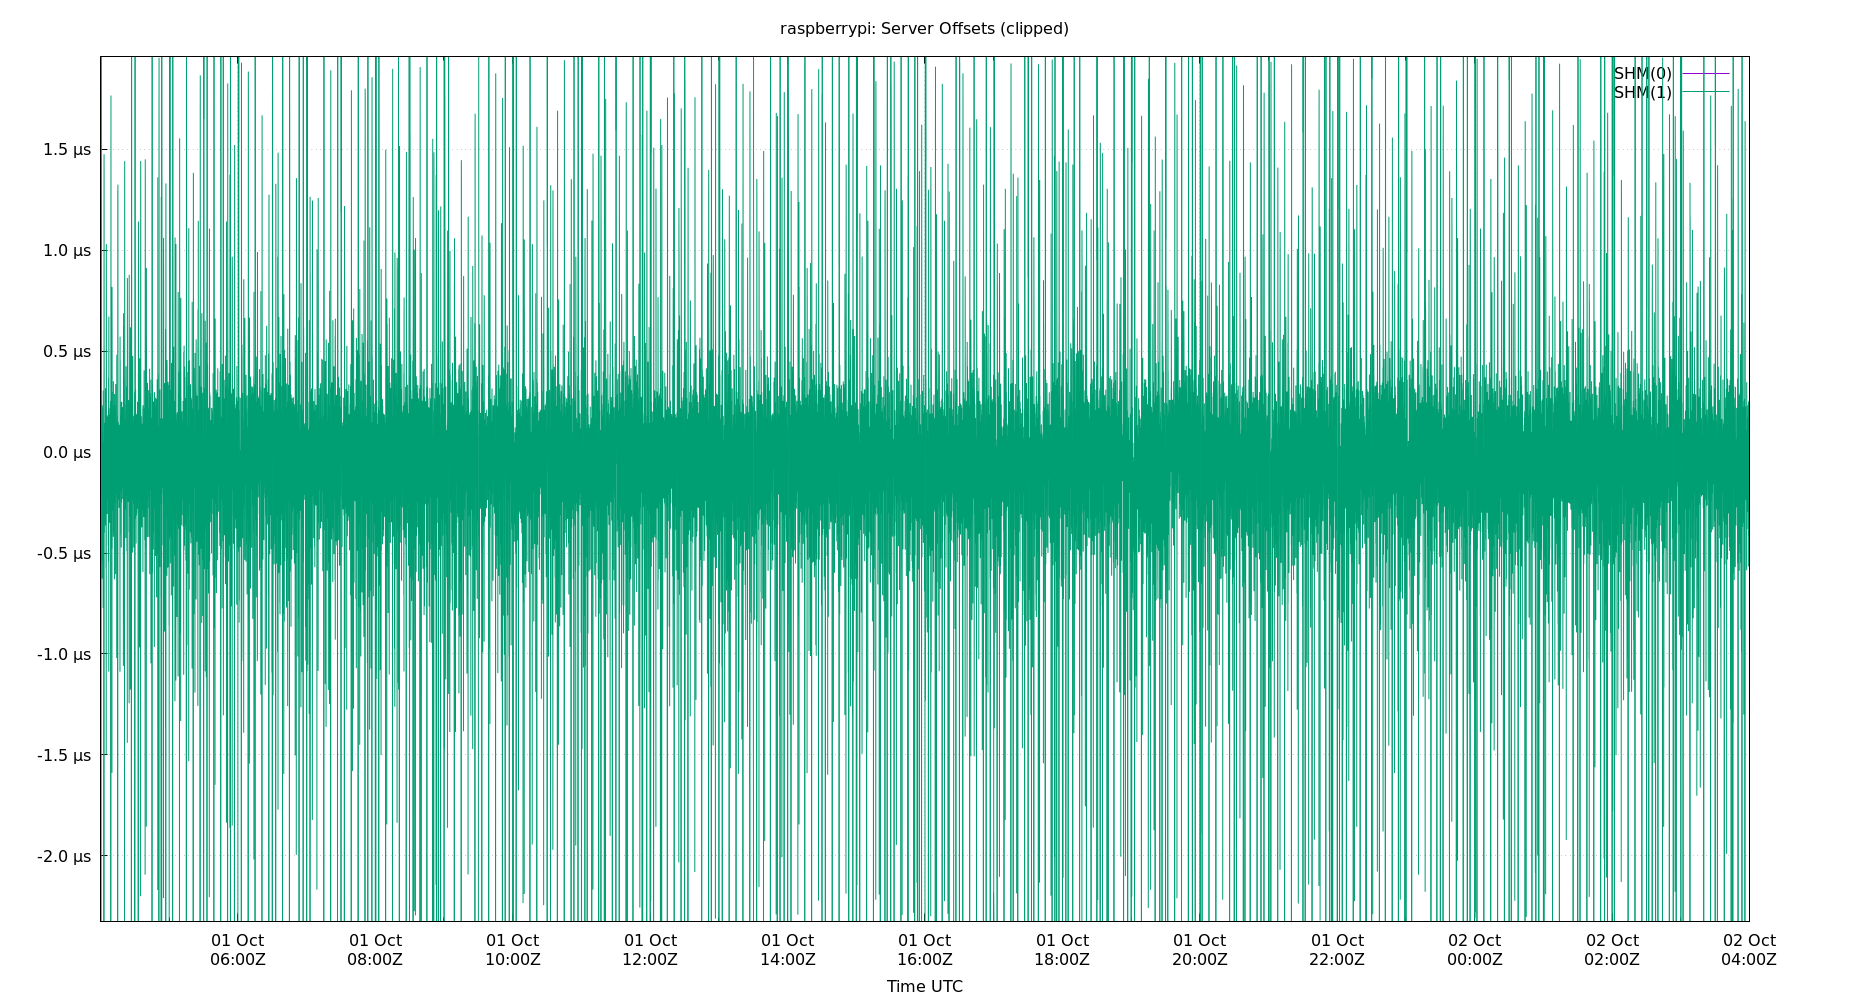 raspberrypi: Server Offsets (clipped)
SHM(0)
SHM(1)
1.5 µs
1.0 µs
0.5 µs
0.0 µs
-0.5 µs
-1.0 µs
-1.5 µs
-2.0 µs
01 Oct 01 Oct 01 Oct 01 Oct 01 Oct 01 Oct 01 Oct 01 Oct 01 Oct 02 Oct 02 Oct 02 Oct
06:00Z 08:00Z 10:00Z 12:00Z 14:00Z 16:00Z 18:00Z 20:00Z 22:00Z 00:00Z 02:00Z 04:00Z
Time UTC